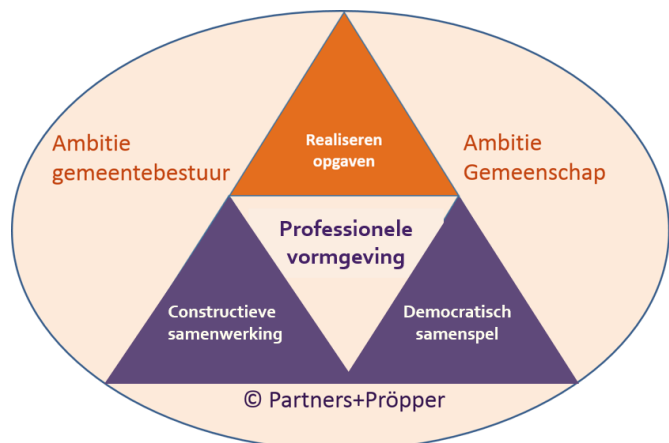 Realiseren
opgaven
Ambitie
gemeentebestuur
Ambitie
Gemeenschap
Professionele
vormgeving
Constructieve
samenwerking
Democratisch
samenspel
© Partners+Pröpper